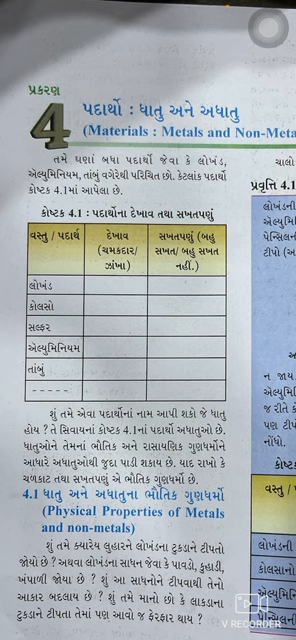 પ્રકરણ
4
પદાર્થો : ધાતુ અને અધાતુ
(Materials : Metals and Non-Meta
તમે ઘણાં બધા પદાર્થો જેવા કે લોખંડ,
એલ્યુમિનિયમ, તાંબું વગેરેથી પરિચિત છો. કેટલાંક પદાર્થો
કોષ્ટક 4.1માં આપેલા છે.
કોષ્ટક 4.1 : પદાર્થોના દેખાવ તથા સખતપણું
વસ્તુ / પદાર્થ દેખાવ (ચમકદાર/ ઝાંખા) સખતપણું (બહુ સખત/ બહુ સખત નહીં.)
લોખંડ
કોલસો
સલ્ફર
એલ્યુમિનિયમ
તાંબું
-----
શું તમે એવા પદાર્થોનાં નામ આપી શકો જે ધાતુ
હોય ? તે સિવાયનાં કોષ્ટક 4.1નાં પદાર્થો અધાતુઓ છે.
ધાતુઓને તેમનાં ભૌતિક અને રાસાયણિક ગુણધર્મોને
આધારે અધાતુઓથી જુદા પાડી શકાય છે. યાદ રાખો કે
ચળકાટ તથા સખતપણું એ ભૌતિક ગુણધર્મો છે.
4.1 ધાતુ અને અધાતુના ભૌતિક ગુણધર્મો
(Physical Properties of Metals
and non-metals)
શું તમે ક્યારેય લુહારને લોખંડના ટુકડાને ટીપતો
જોયો છે ? અથવા લોખંડના સાધન જેવા કે પાવડો, કુહાડી,
ખંપાળી જોયા છે ? શું આ સાધનોને ટીપવાથી તેનો
આકાર બદલાય છે ? શું તમે માનો છો કે લાકડાના
ટુકડાને ટીપતા તેમાં પણ આવો જ ફેરફાર થાય ?
ચાલો
પ્રવૃત્તિ 4.1
લોખંડની
એલ્યુમિ
પેન્સિલની
ટીપો (અ
ન જાય.
એલ્યુમિ
જ રીતે ક
પણ ટીપં
નોંધો.
કોષ્ટક
વસ્તુ /
લોખંડની
કોલસાનો
એલ્યુમિનિ
V RECORDER